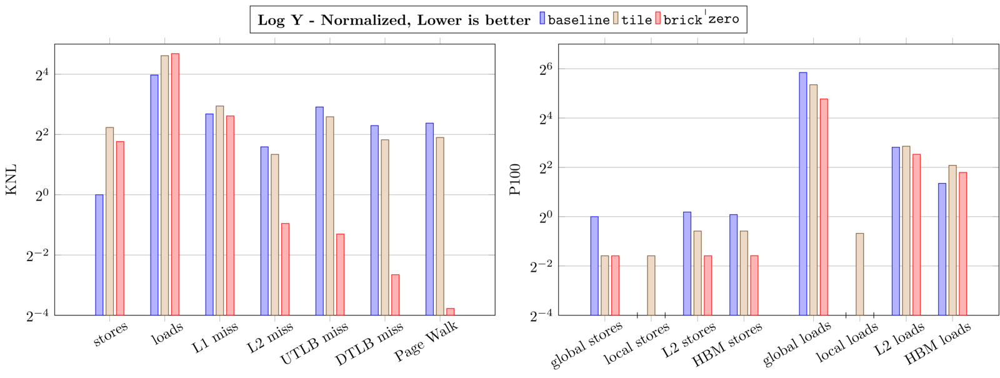 Log Y - Normalized, Lower is better baseline tile brick zero
KNL
2^4
2^2
2^0
2^−2
2^−4
stores
loads
L1 miss
L2 miss
UTLB miss
DTLB miss
Page Walk
P100
2^6
2^4
2^2
2^0
2^−2
2^−4
global stores
local stores
L2 stores
HBM stores
global loads
local loads
L2 loads
HBM loads